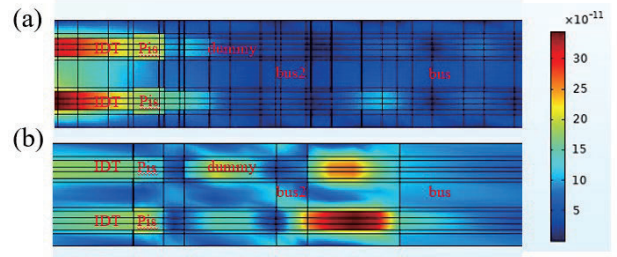 (a)
×10⁻¹¹
IDT Pis dummy
bus2 bus
IDT Pis
30
25
20
15
10
5
(b)
IDT Pis dummy
bus2 bus
IDT Pis